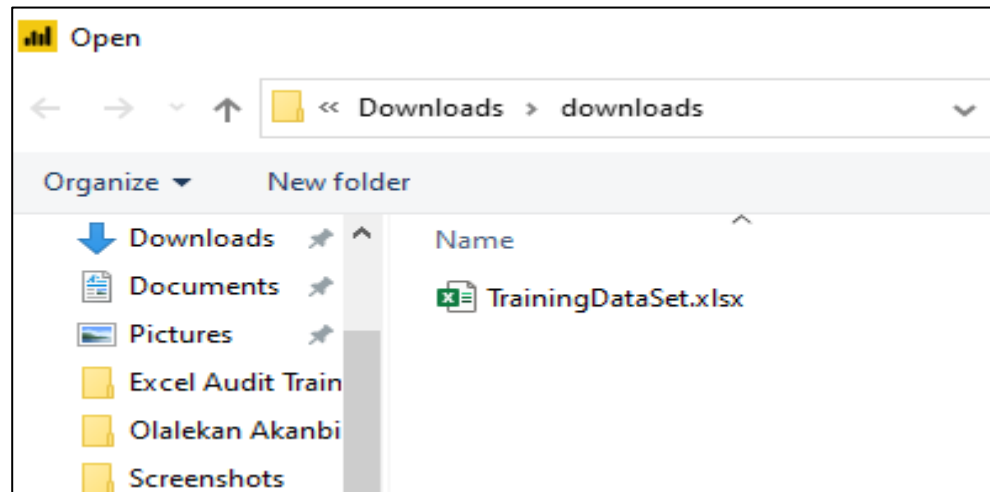 Open
« Downloads > downloads
Organize New folder
Downloads
Documents
Pictures
Excel Audit Train
Olalekan Akanbi
Screenshots
Name
TrainingDataSet.xlsx